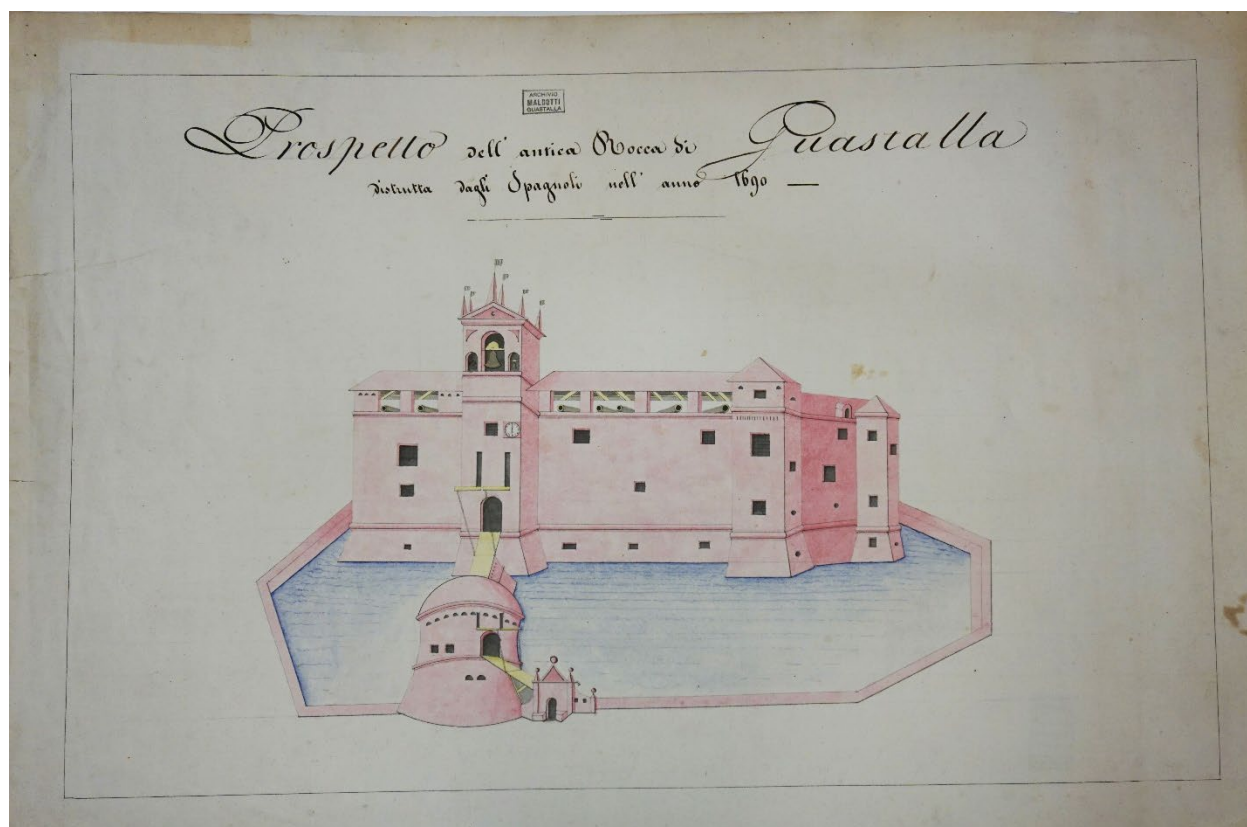 ARCHIVIO
MALDOTTI
GUASTALLA
Prospetto dell' antica Rocca di Guastalla
distrutta dagli Spagnoli nell' anno 1690 —